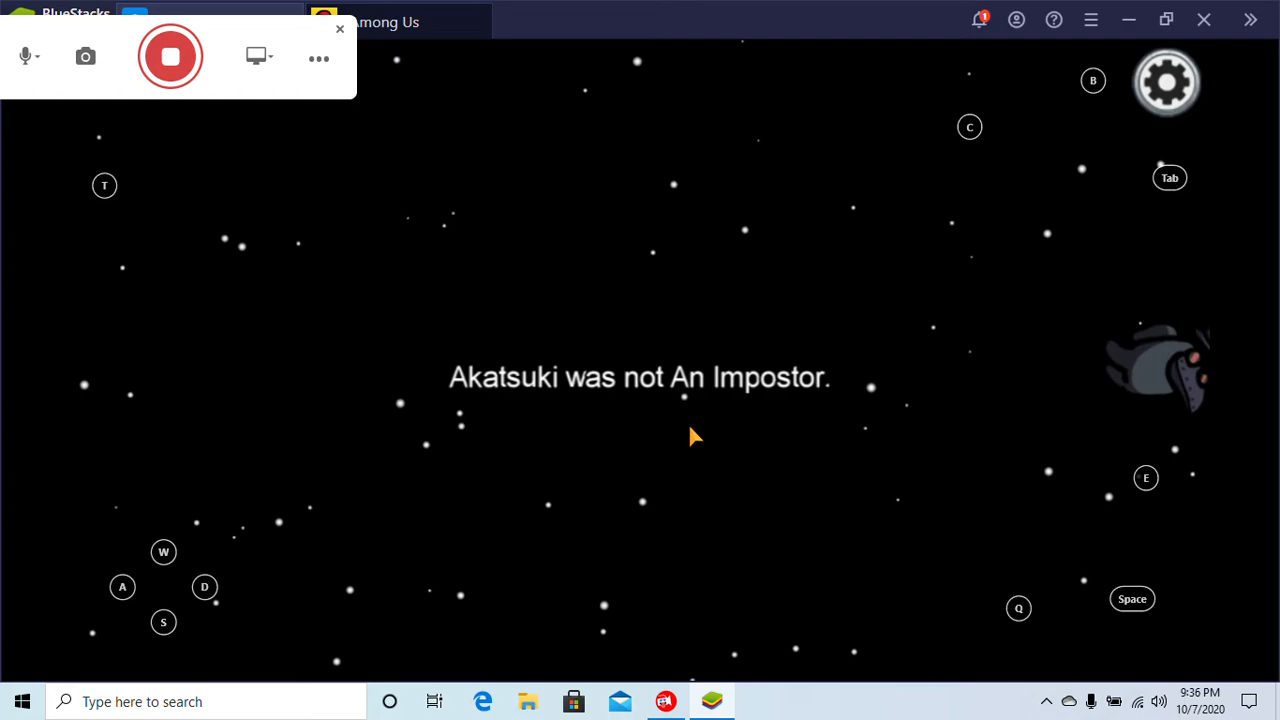 BlueStacks
Among Us
1
B
C
T
Tab
Akatsuki was not An Impostor.
E
W
A
D
S
Q
Space
Type here to search
9:36 PM
10/7/2020